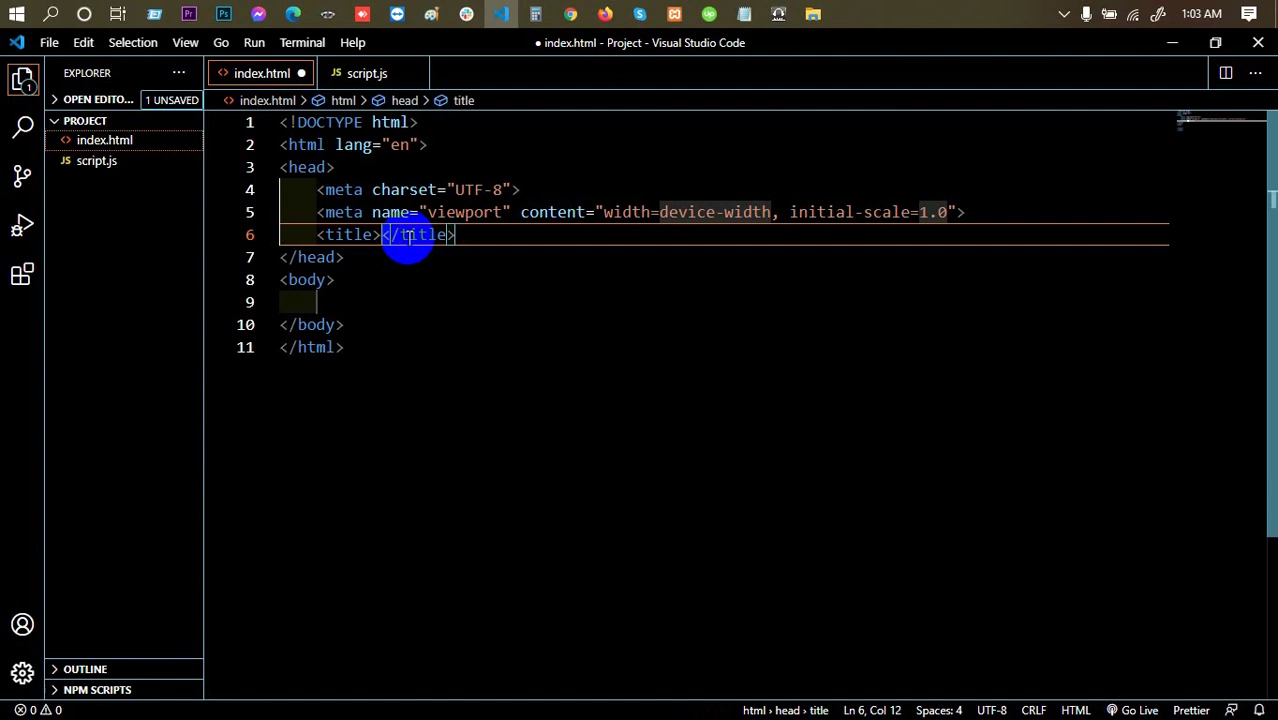 1:03 AM
File Edit Selection View Go Run Terminal Help
● index.html - Project - Visual Studio Code
EXPLORER
OPEN EDITO... 1 UNSAVED
PROJECT
index.html
JS script.js
OUTLINE
NPM SCRIPTS
index.html ● JS script.js
index.html > html > head > title
1 <!DOCTYPE html>
2 <html lang="en">
3 <head>
4 <meta charset="UTF-8">
5 <meta name="viewport" content="width=device-width, initial-scale=1.0">
6 <title></title>
7 </head>
8 <body>
9
10 </body>
11 </html>
0 0 html › head › title Ln 6, Col 12 Spaces: 4 UTF-8 CRLF HTML Go Live Prettier